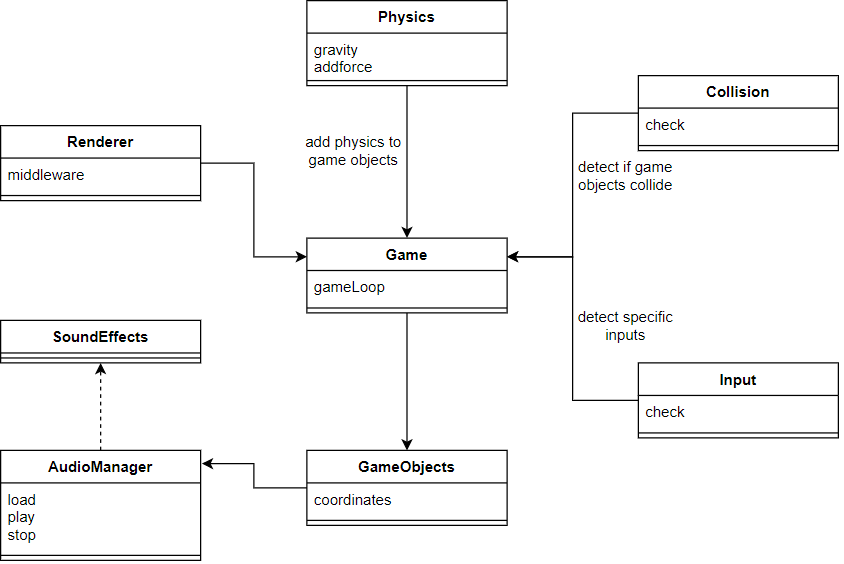 Physics
gravity
addforce
Collision
check
Renderer
middleware
add physics to
game objects
detect if game
objects collide
Game
gameLoop
SoundEffects
detect specific
inputs
Input
check
AudioManager
load
play
stop
GameObjects
coordinates